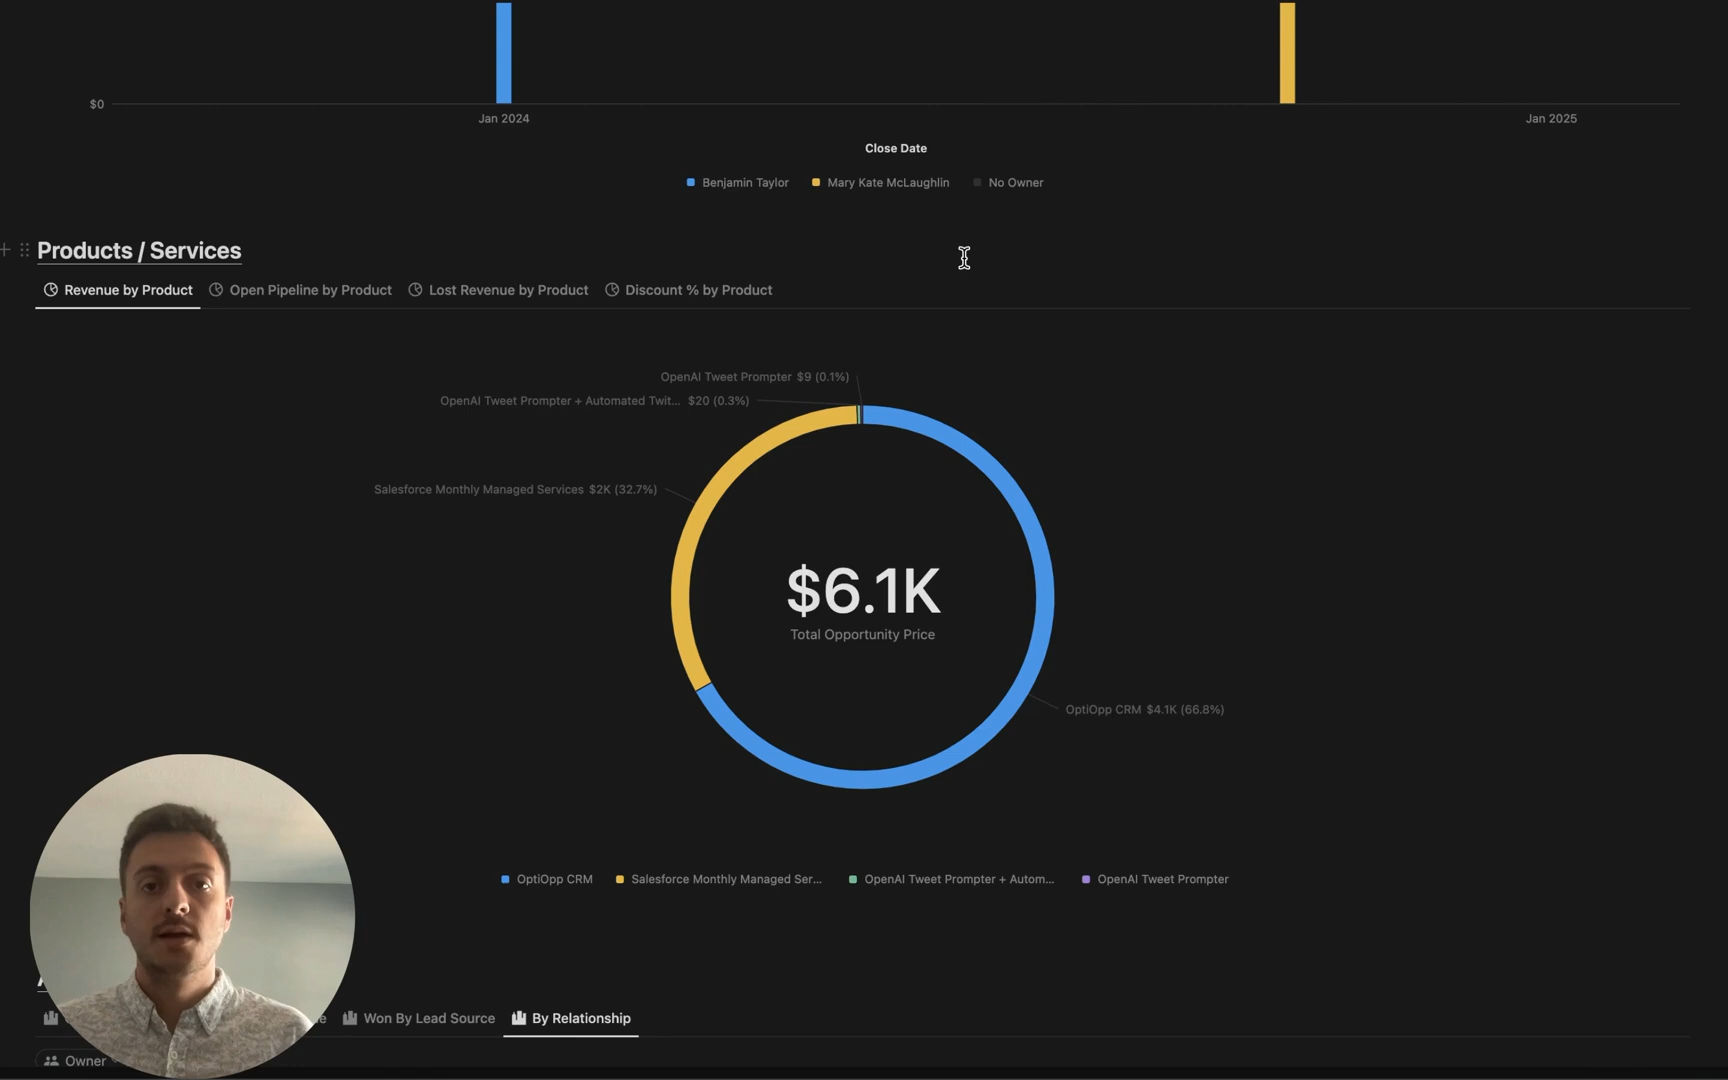 $0
Jan 2024
Jan 2025
Close Date
Benjamin Taylor
Mary Kate McLaughlin
No Owner
Products / Services
Revenue by Product
Open Pipeline by Product
Lost Revenue by Product
Discount % by Product
OpenAI Tweet Prompter $9 (0.1%)
OpenAI Tweet Prompter + Automated Twit... $20 (0.3%)
Salesforce Monthly Managed Services $2K (32.7%)
$6.1K
Total Opportunity Price
OptiOpp CRM $4.1K (66.8%)
OptiOpp CRM
Salesforce Monthly Managed Ser...
OpenAI Tweet Prompter + Autom...
OpenAI Tweet Prompter
Won By Lead Source
By Relationship
Owner